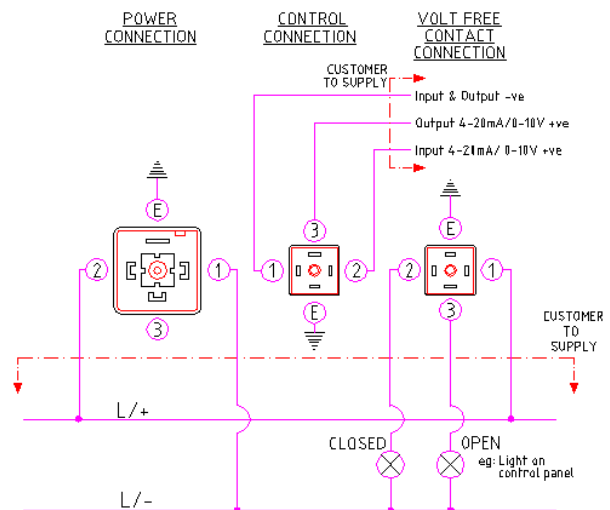 POWER
CONNECTION
CONTROL
CONNECTION
VOLT FREE
CONTACT
CONNECTION
CUSTOMER
TO SUPPLY
Input & Output -ve
Output 4-20mA/0-10V +ve
Input 4-20mA/ 0-10V +ve
E
3
E
2
1
1
2
2
1
3
E
3
CUSTOMER
TO
SUPPLY
L/+
CLOSED
OPEN
eg: Light on
control panel
L/-